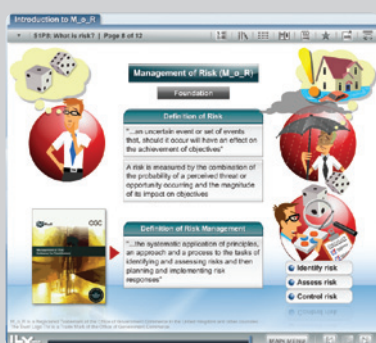 Introduction to M_o_R
S1P8: What is risk? | Page 8 of 12
Management of Risk (M_o_R)
Foundation
Definition of Risk
"...an uncertain event or set of events
that, should it occur will have an effect on
the achievement of objectives"
A risk is measured by the combination of
the probability of a perceived threat or
opportunity occurring and the magnitude
of its impact on objectives
Definition of Risk Management
"...the systematic application of principles,
an approach and a process to the tasks of
identifying and assessing risks and then
planning and implementing risk
responses"
OGC
Identify risk
Assess risk
Control risk